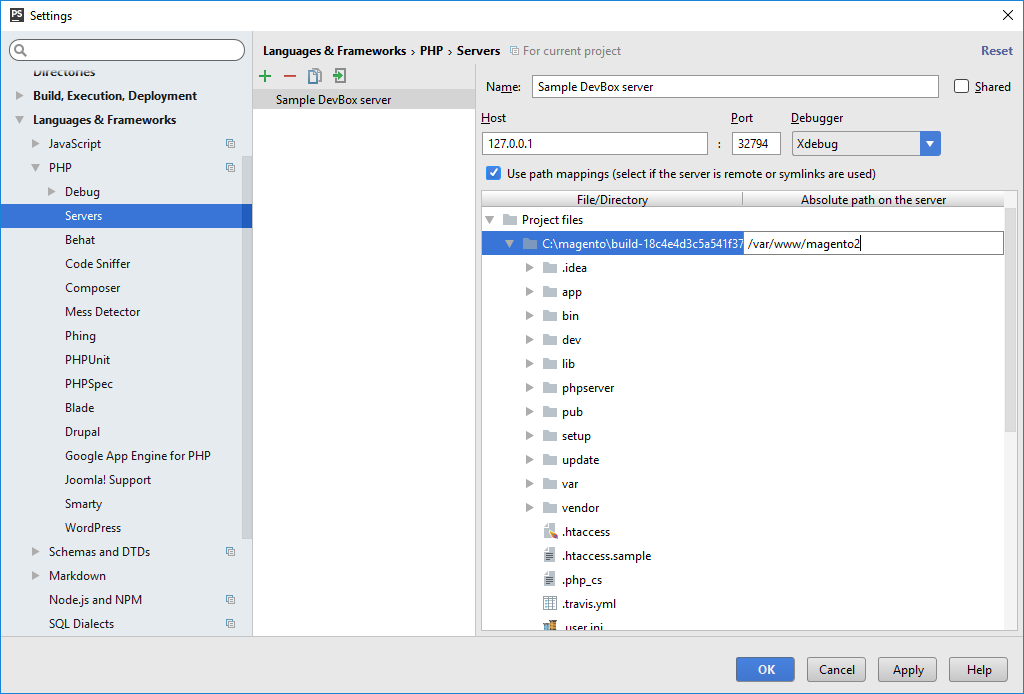 PS Settings
Languages & Frameworks › PHP › Servers For current project Reset
Directories
Build, Execution, Deployment
Languages & Frameworks
JavaScript
PHP
Debug
Servers
Behat
Code Sniffer
Composer
Mess Detector
Phing
PHPUnit
PHPSpec
Blade
Drupal
Google App Engine for PHP
Joomla! Support
Smarty
WordPress
Schemas and DTDs
Markdown
Node.js and NPM
SQL Dialects
Sample DevBox server
Name: Sample DevBox server Shared
Host Port Debugger
127.0.0.1 : 32794 Xdebug
Use path mappings (select if the server is remote or symlinks are used)
File/Directory Absolute path on the server
Project files
C:\magento\build-18c4e4d3c5a541f37 /var/www/magento2
.idea
app
bin
dev
lib
phpserver
pub
setup
update
var
vendor
.htaccess
.htaccess.sample
.php_cs
.travis.yml
.user.ini
OK Cancel Apply Help